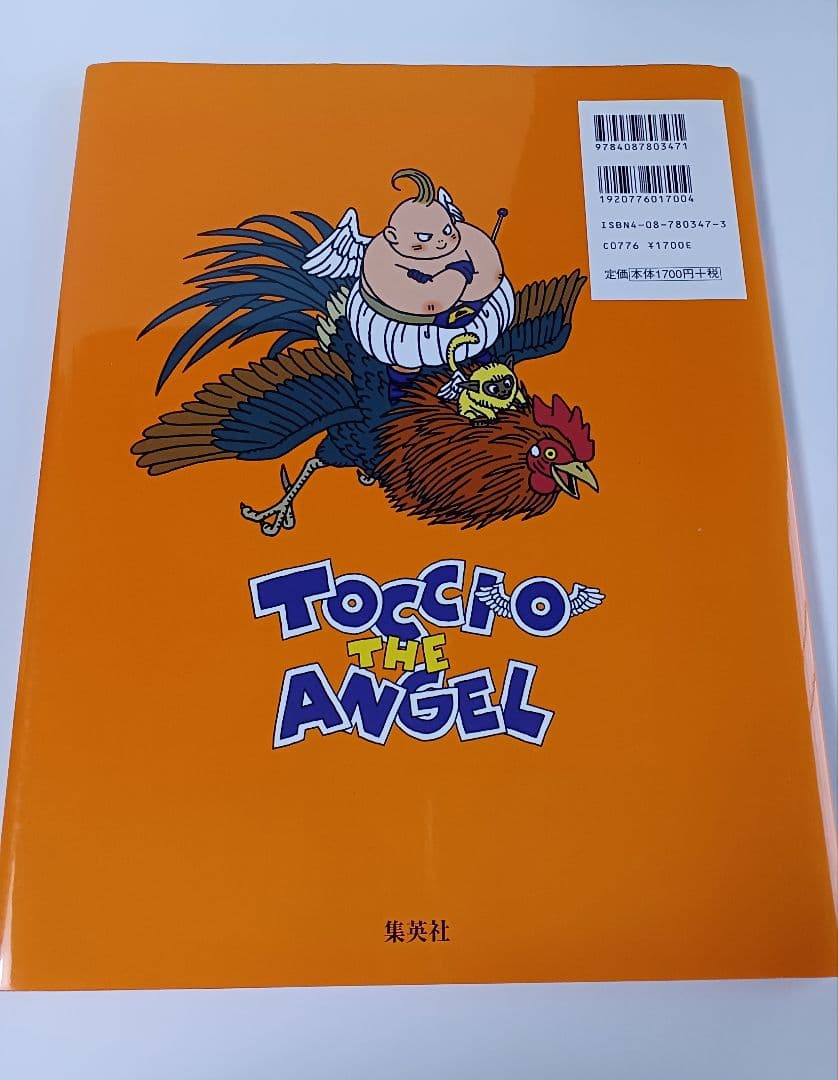 9784087803471
1920776017004
ISBN4-08-780347-3
C0776 ¥1700E
定価 本体1700円+税
TOCCIO
THE
ANGEL
集英社